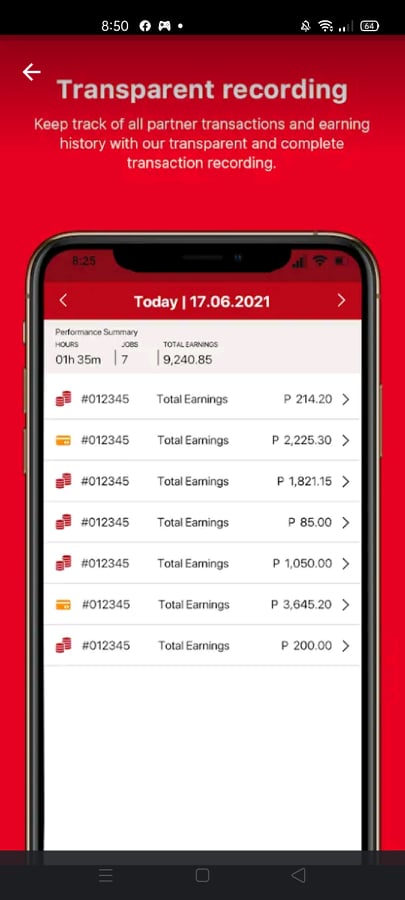 8:50
64
Transparent recording
Keep track of all partner transactions and earning
history with our transparent and complete
transaction recording.
8:25
Today | 17.06.2021
Performance Summary
HOURS JOBS TOTAL EARNINGS
01h 35m 7 9,240.85
#012345 Total Earnings P 214.20
#012345 Total Earnings P 2,225.30
#012345 Total Earnings P 1,821.15
#012345 Total Earnings P 85.00
#012345 Total Earnings P 1,050.00
#012345 Total Earnings P 3,645.20
#012345 Total Earnings P 200.00